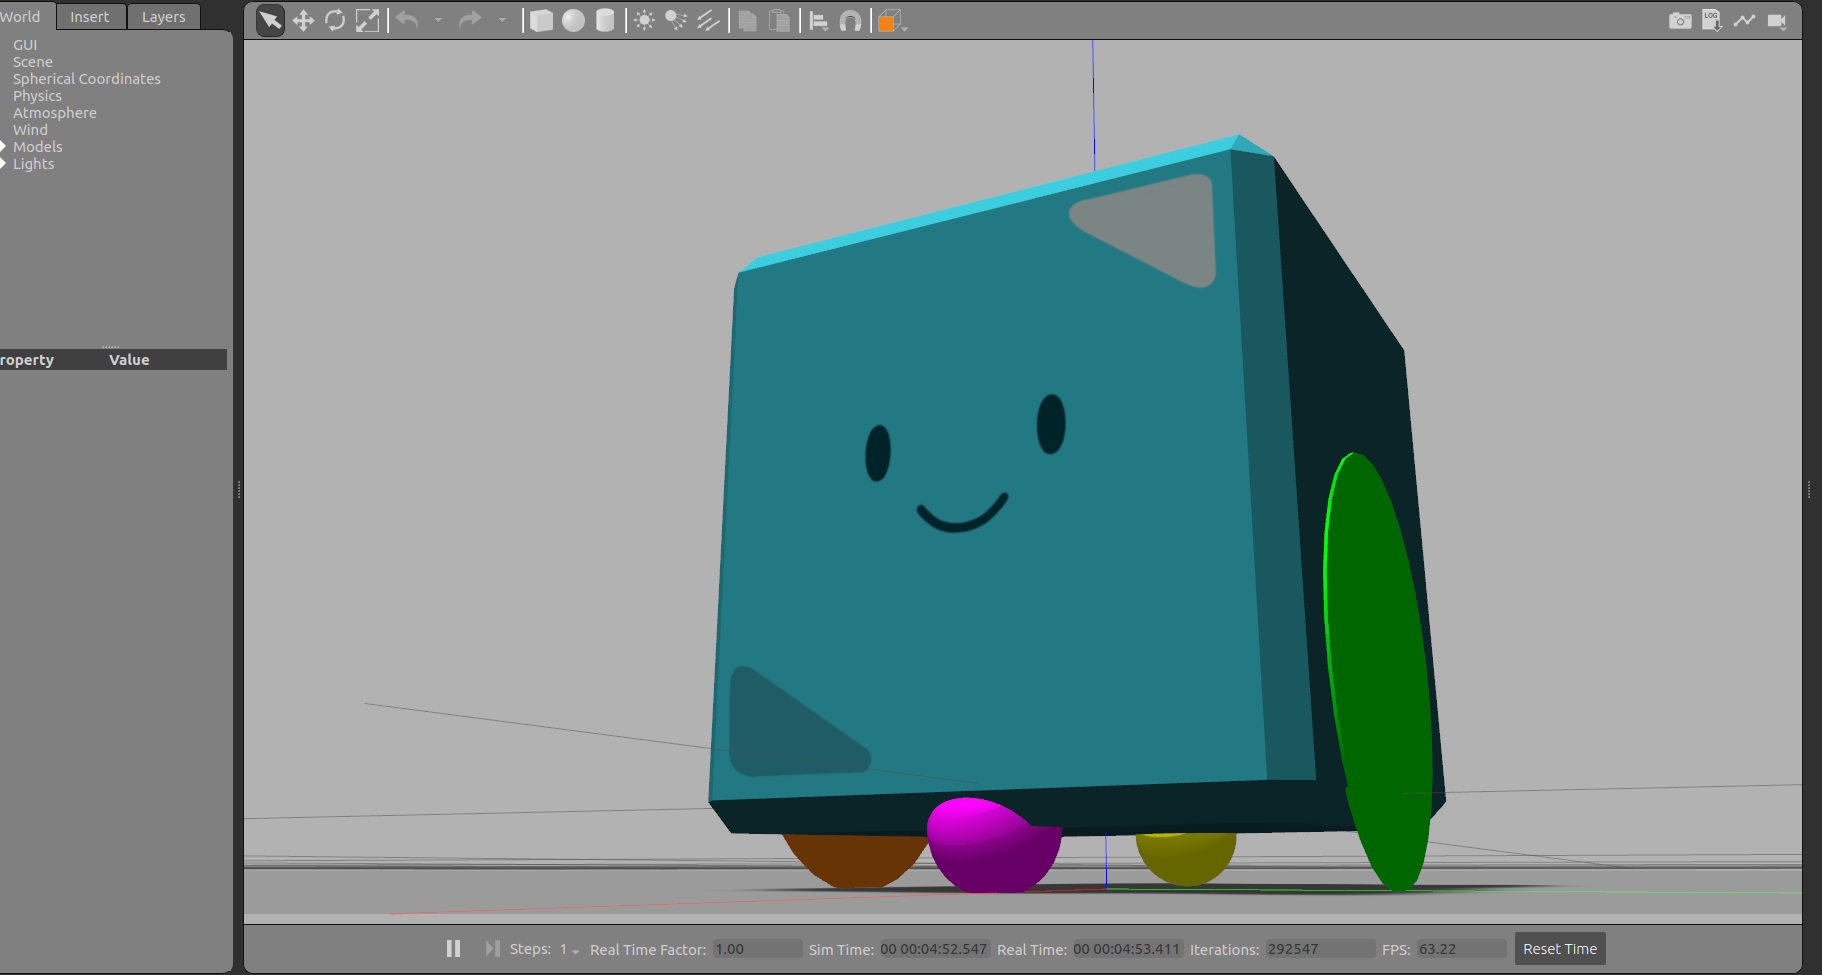 World Insert Layers
GUI
Scene
Spherical Coordinates
Physics
Atmosphere
Wind
Models
Lights
roperty Value
LOG
Steps: 1 Real Time Factor: 1.00 Sim Time: 00 00:04:52.547 Real Time: 00 00:04:53.411 Iterations: 292547 FPS: 63.22 Reset Time